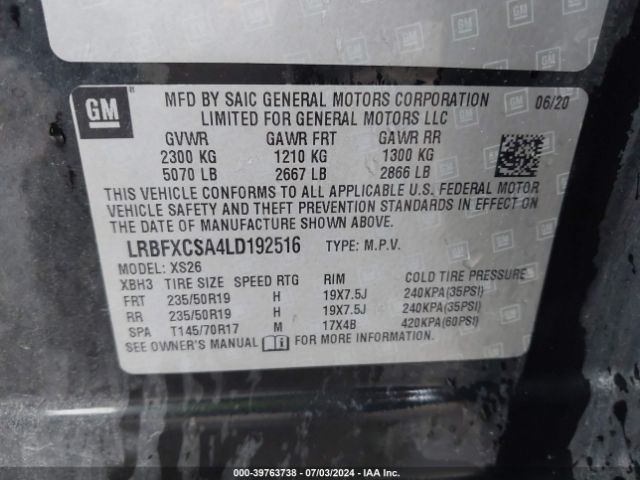 GM
MFD BY SAIC GENERAL MOTORS CORPORATION 06/20
LIMITED FOR GENERAL MOTORS LLC
GVWR GAWR FRT GAWR RR
2300 KG 1210 KG 1300 KG
5070 LB 2667 LB 2866 LB
THIS VEHICLE CONFORMS TO ALL APPLICABLE U.S. FEDERAL MOTOR
VEHICLE SAFETY AND THEFT PREVENTION STANDARDS IN EFFECT ON
THE DATE OF MANUFACTURE SHOWN ABOVE.
LRBFXCSA4LD192516 TYPE: M.P.V.
MODEL: XS26
XBH3 TIRE SIZE SPEED RTG RIM COLD TIRE PRESSURE
FRT 235/50R19 H 19X7.5J 240KPA(35PSI)
RR 235/50R19 H 19X7.5J 240KPA(35PSI)
SPA T145/70R17 M 17X4B 420KPA(60PSI)
SEE OWNER'S MANUAL FOR MORE INFORMATION.
000-39763738 - 07/03/2024 - IAA Inc.